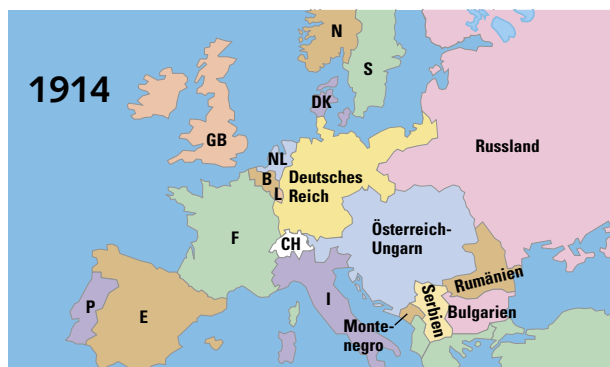 1914
N
S
DK
GB
NL
B
L
Deutsches
Reich
Russland
F
CH
Österreich-
Ungarn
P
E
I
Monte-
negro
Serbien
Rumänien
Bulgarien